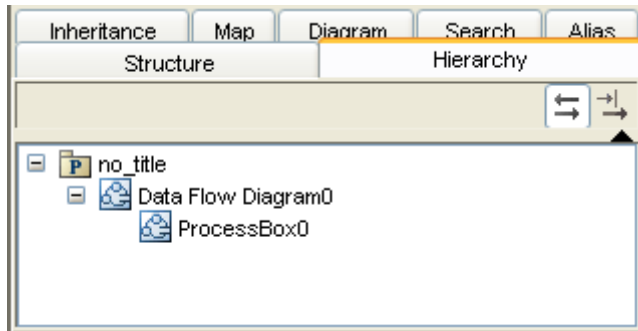 Inheritance Map Diagram Search Alias
Structure Hierarchy
P no_title
Data Flow Diagram0
ProcessBox0